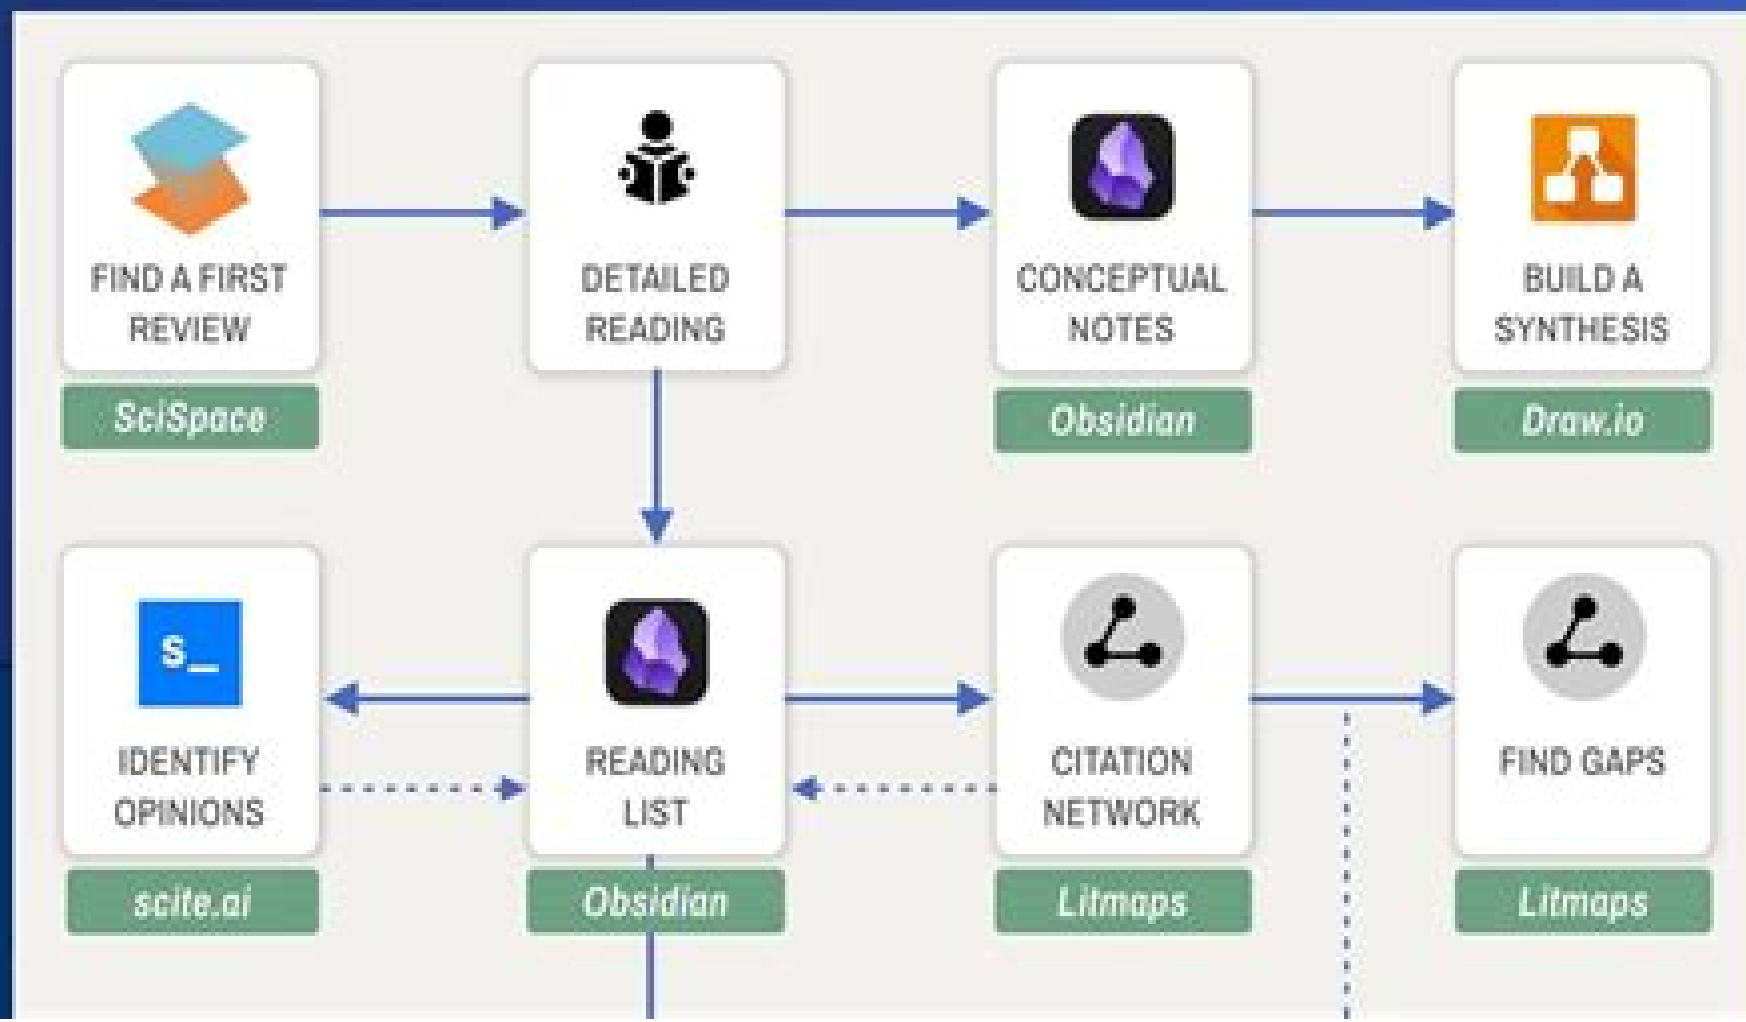 FIND A FIRST
REVIEW
SciSpace
DETAILED
READING
CONCEPTUAL
NOTES
Obsidian
BUILD A
SYNTHESIS
Draw.io
s_
IDENTIFY
OPINIONS
scite.ai
READING
LIST
Obsidian
CITATION
NETWORK
Litmaps
FIND GAPS
Litmaps